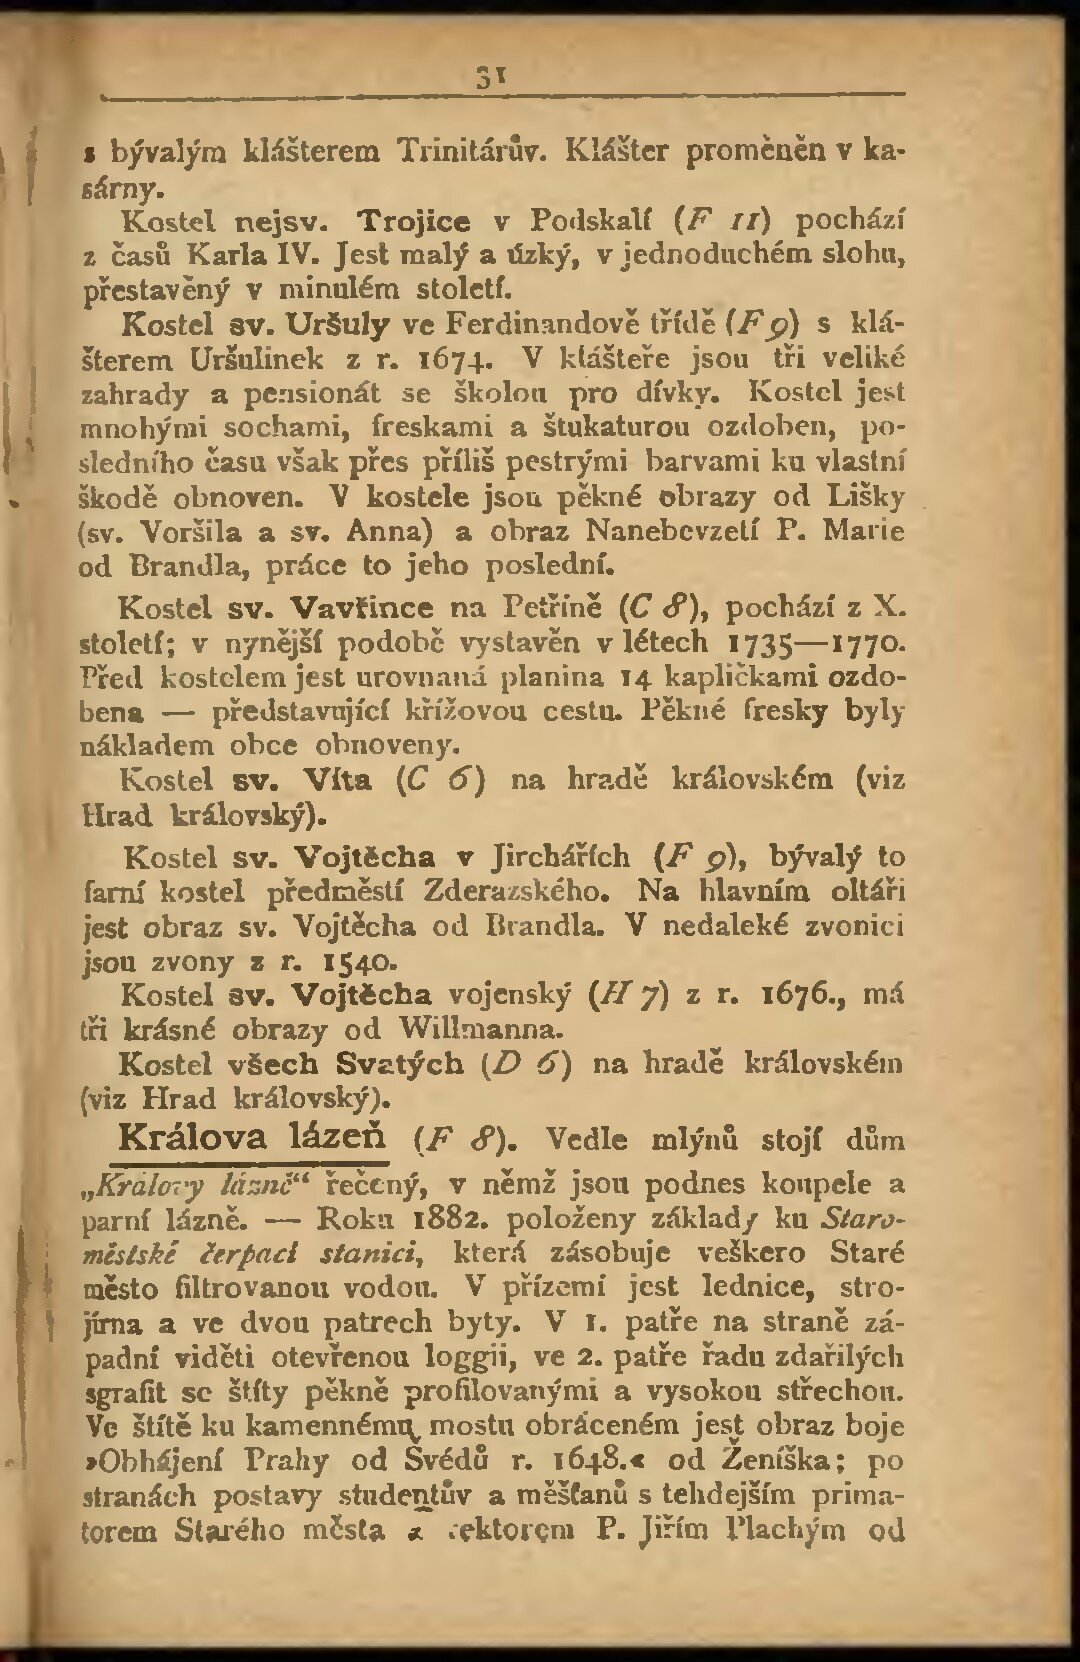 31
s bývalým klášterem Trinitárův. Klášter proměněn v ka-
sárny.
Kostel nejsv. Trojice v Podskalí (F 11) pochází
z časů Karla IV. Jest malý a úzký, v jednoduchém slohu,
přestavěný v minulém století.
Kostel sv. Uršuly ve Ferdinandově třídě (F 9) s klá-
šterem Uršulinek z r. 1674. V klášteře jsou tři veliké
zahrady a pensionát se školou pro dívky. Kostel jest
mnohými sochami, freskami a štukaturou ozdoben, po-
sledního času však přes příliš pestrými barvami ku vlastní
škodě obnoven. V kostele jsou pěkné obrazy od Lišky
(sv. Voršila a sv. Anna) a obraz Nanebevzetí P. Marie
od Brandla, práce to jeho poslední.
Kostel sv. Vavřince na Petříně (C 8), pochází z X.
století; v nynější podobě vystavěn v létech 1735—1770.
Před kostelem jest urovnaná planina 14 kapličkami ozdo-
bena — představující křížovou cestu. Pěkné fresky byly
nákladem obce obnoveny.
Kostel sv. Víta (C 6) na hradě královském (viz
Hrad královský).
Kostel sv. Vojtěcha v Jirchářích (F 9), bývalý to
farní kostel předměstí Zderazského. Na hlavním oltáři
jest obraz sv. Vojtěcha od Brandla. V nedaleké zvonici
jsou zvony z r. 1540.
Kostel sv. Vojtěcha vojenský (H 7) z r. 1676., má
tři krásné obrazy od Willmanna.
Kostel všech Svatých (D 6) na hradě královském
(viz Hrad královský).
Králova lázeň (F 8). Vedle mlýnů stojí dům
„Královy lázně“ řečený, v němž jsou podnes koupele a
parní lázně. — Roku 1882. položeny základy ku Staro-
městské čerpací stanici, která zásobuje veškero Staré
město filtrovanou vodou. V přízemí jest lednice, stro-
jírna a ve dvou patrech byty. V 1. patře na straně zá-
padní viděti otevřenou loggii, ve 2. patře řadu zdařilých
sgrafit se štíty pěkně profilovanými a vysokou střechou.
Ve štítě ku kamennému mostu obráceném jest obraz boje
»Obhájení Prahy od Švédů r. 1648.« od Ženíška; po
stranách postavy studentův a měšťanů s tehdejším prima-
torem Starého města a rektorem P. Jiřím Plachým od